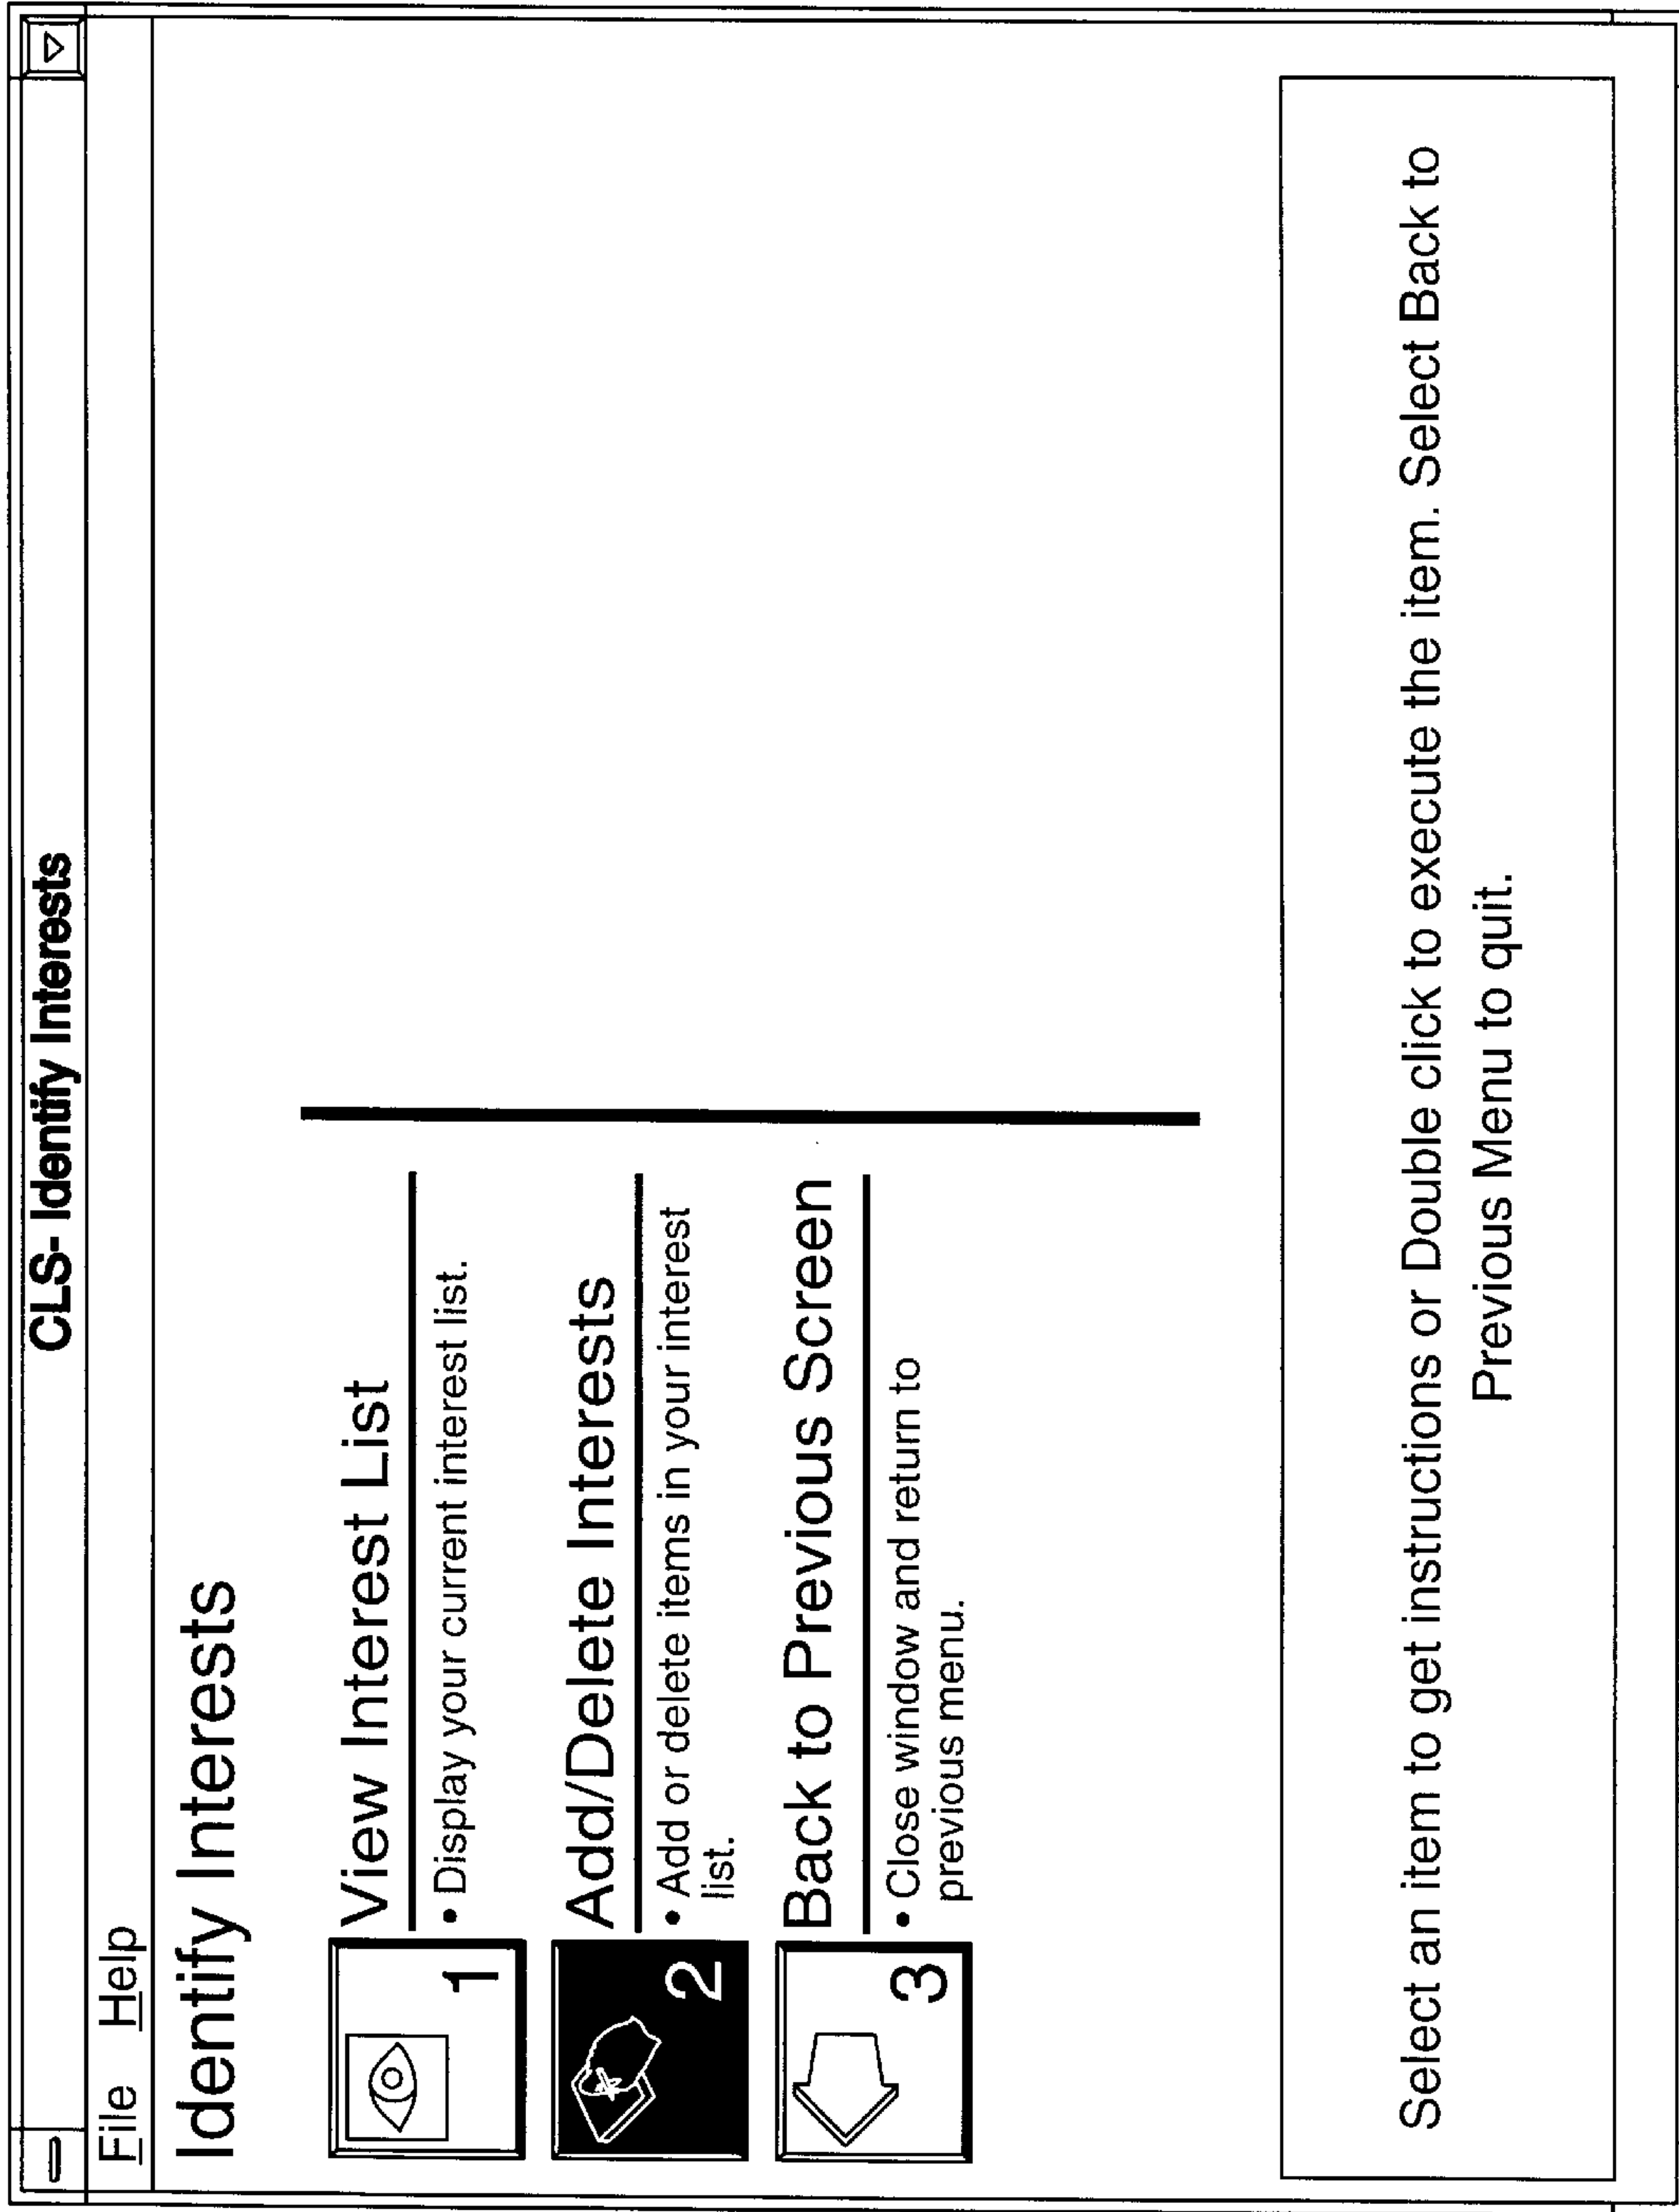 CLS- Identify Interests
File Help
Identify Interests
1
View Interest List
• Display your current interest list.
2
Add/Delete Interests
• Add or delete items in your interest
list.
3
Back to Previous Screen
• Close window and return to
previous menu.
Select an item to get instructions or Double click to execute the item. Select Back to
Previous Menu to quit.